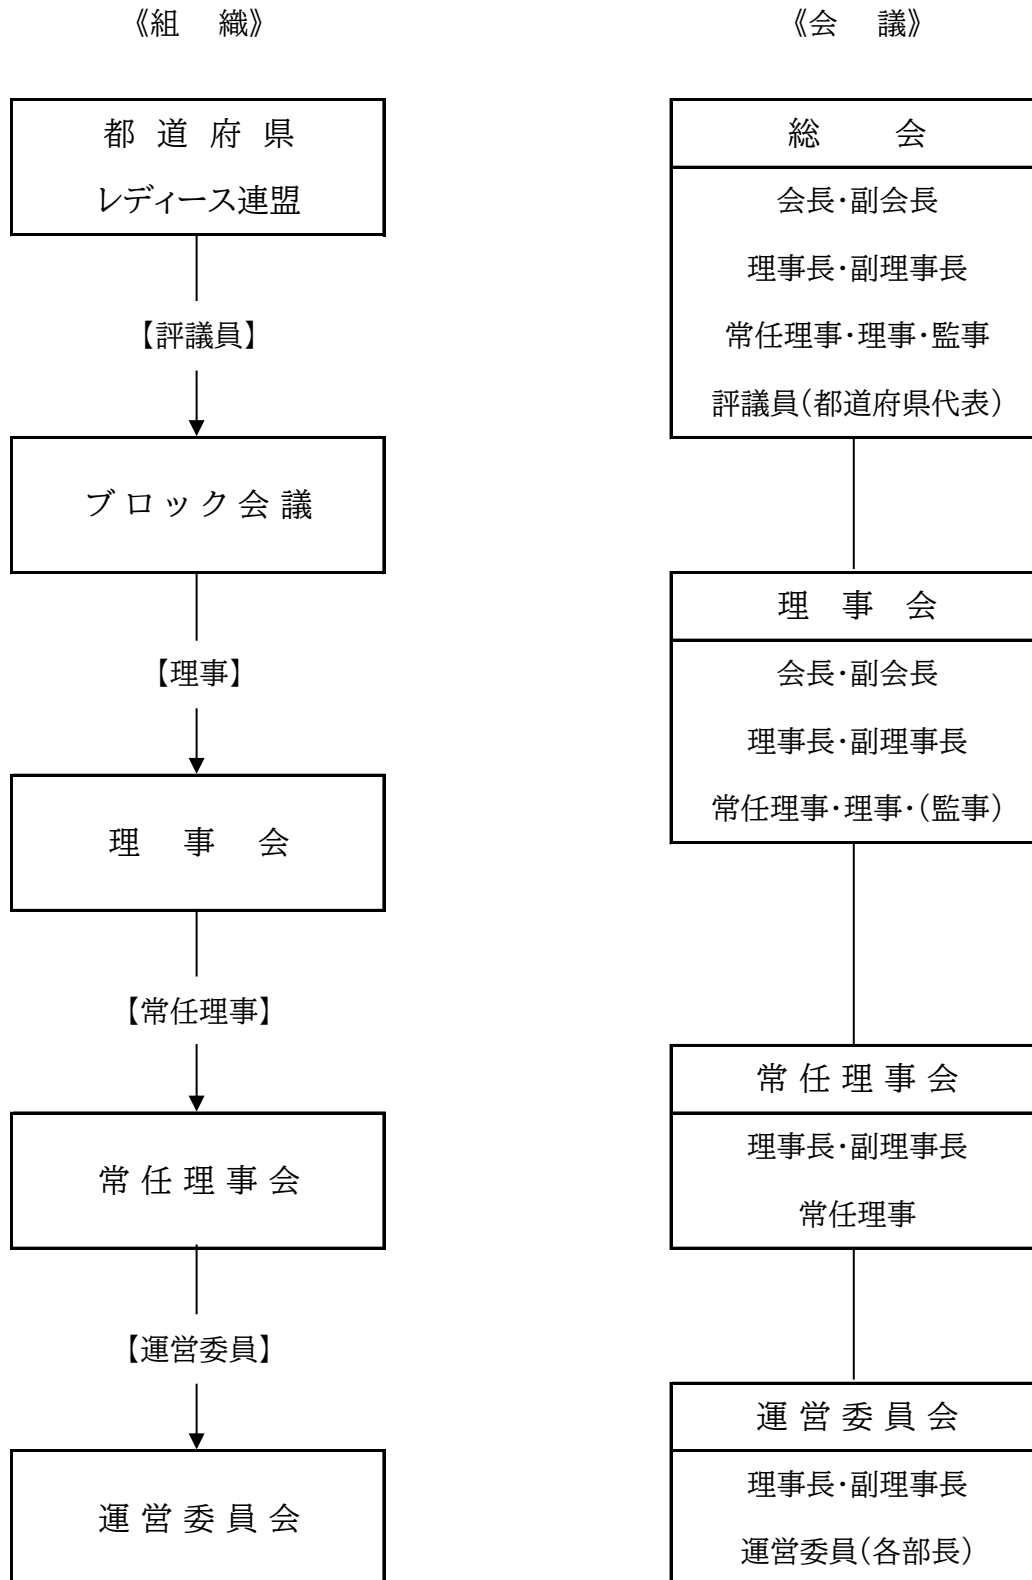 《組　織》
都 道 府 県
レディース連盟
【評議員】
ブ ロ ッ ク 会 議
【理事】
理　事　会
【常任理事】
常 任 理 事 会
【運営委員】
運 営 委 員 会
《会　議》
総　　会
会長・副会長
理事長・副理事長
常任理事・理事・監事
評議員（都道府県代表）
理　事　会
会長・副会長
理事長・副理事長
常任理事・理事・（監事）
常 任 理 事 会
理事長・副理事長
常任理事
運 営 委 員 会
理事長・副理事長
運営委員（各部長）